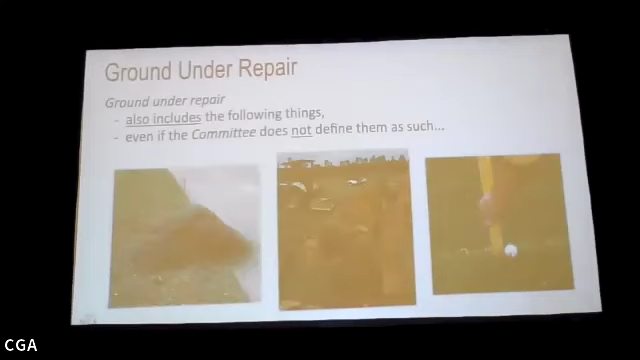 Ground Under Repair
Ground under repair
- also includes the following things,
- even if the Committee does not define them as such...
CGA